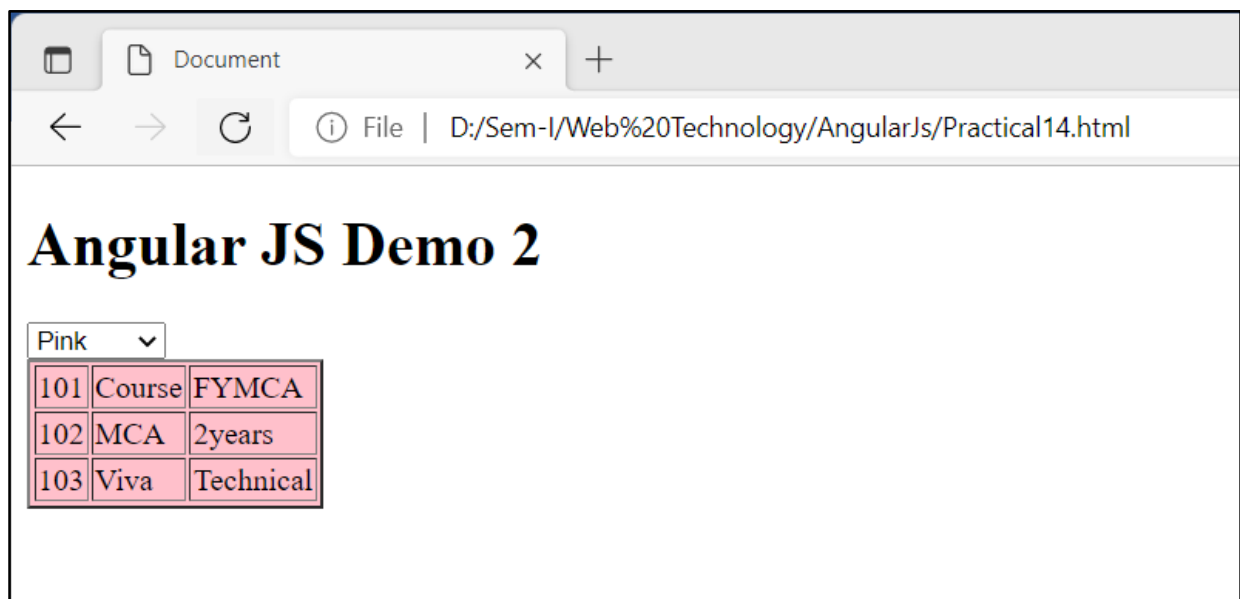 Document
File | D:/Sem-I/Web%20Technology/AngularJs/Practical14.html
Angular JS Demo 2
Pink
101 Course FYMCA
102 MCA 2years
103 Viva Technical